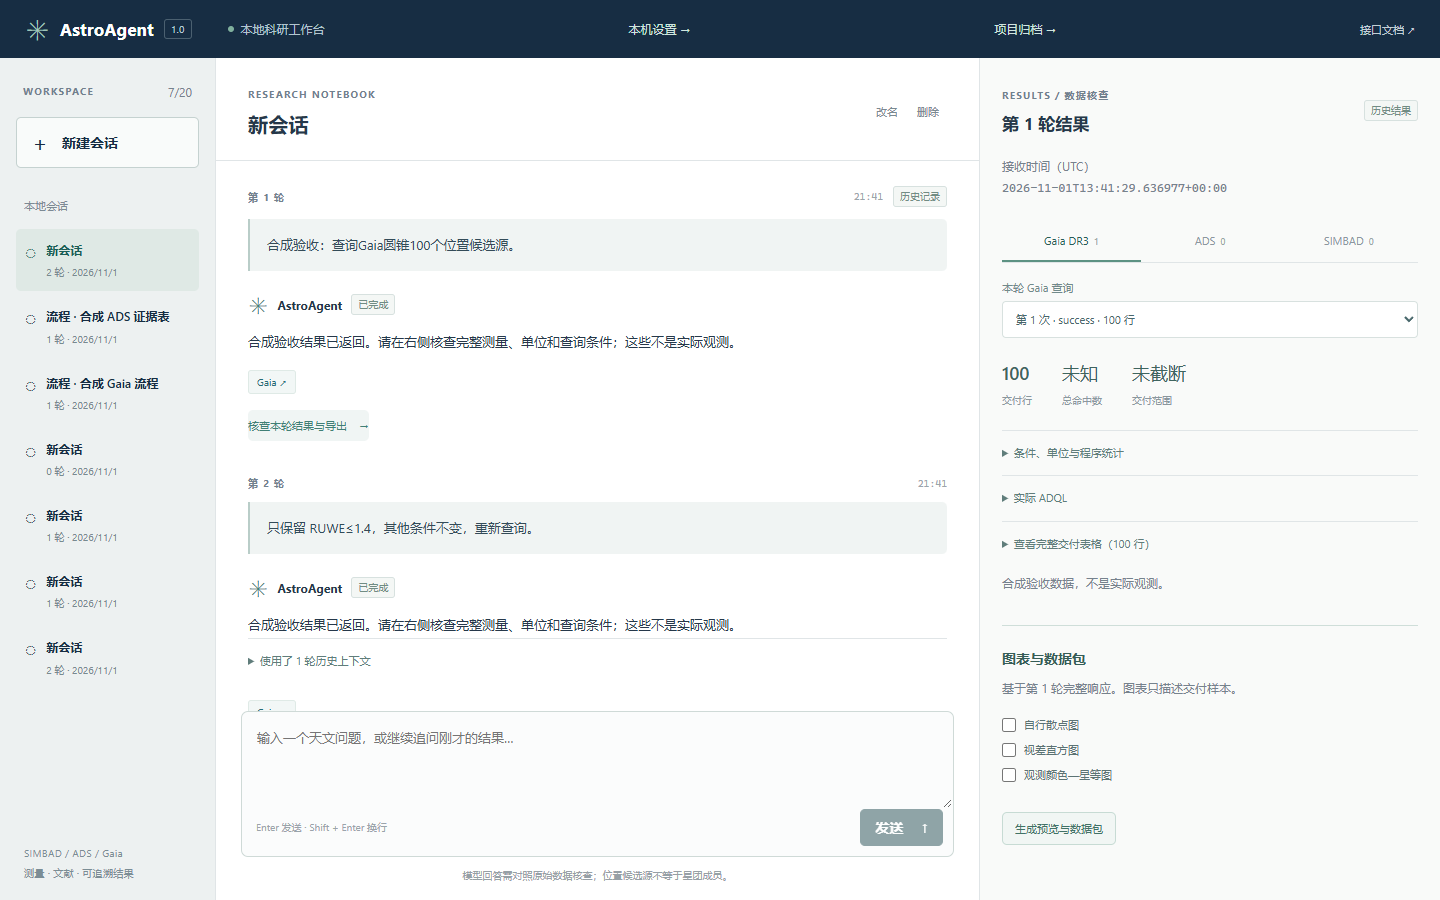 AstroAgent 1.0
本地科研工作台
本机设置 →
项目归档 →
接口文档 ↗
WORKSPACE 7/20
+ 新建会话
本地会话
新会话
2 轮 · 2026/11/1
流程 · 合成 ADS 证据表
1 轮 · 2026/11/1
流程 · 合成 Gaia 流程
1 轮 · 2026/11/1
新会话
0 轮 · 2026/11/1
新会话
1 轮 · 2026/11/1
新会话
1 轮 · 2026/11/1
新会话
2 轮 · 2026/11/1
SIMBAD / ADS / Gaia
测量 · 文献 · 可追溯结果
RESEARCH NOTEBOOK
新会话
改名 删除
第 1 轮 21:41 历史记录
合成验收：查询Gaia圆锥100个位置候选源。
AstroAgent 已完成
合成验收结果已返回。请在右侧核查完整测量、单位和查询条件；这些不是实际观测。
Gaia ↗
核查本轮结果与导出 →
第 2 轮 21:41
只保留 RUWE≤1.4，其他条件不变，重新查询。
AstroAgent 已完成
合成验收结果已返回。请在右侧核查完整测量、单位和查询条件；这些不是实际观测。
▶ 使用了 1 轮历史上下文
输入一个天文问题，或继续追问刚才的结果...
Enter 发送 · Shift + Enter 换行
发送 ↑
模型回答需对照原始数据核查；位置候选源不等于星团成员。
RESULTS / 数据核查
第 1 轮结果
历史结果
接收时间（UTC）
2026-11-01T13:41:29.636977+00:00
Gaia DR3 1 ADS 0 SIMBAD 0
本轮 Gaia 查询
第 1 次 · success · 100 行
100 未知 未截断
交付行 总命中数 交付范围
▶ 条件、单位与程序统计
▶ 实际 ADQL
▶ 查看完整交付表格（100 行）
合成验收数据，不是实际观测。
图表与数据包
基于第 1 轮完整响应。图表只描述交付样本。
自行散点图
视差直方图
观测颜色—星等图
生成预览与数据包